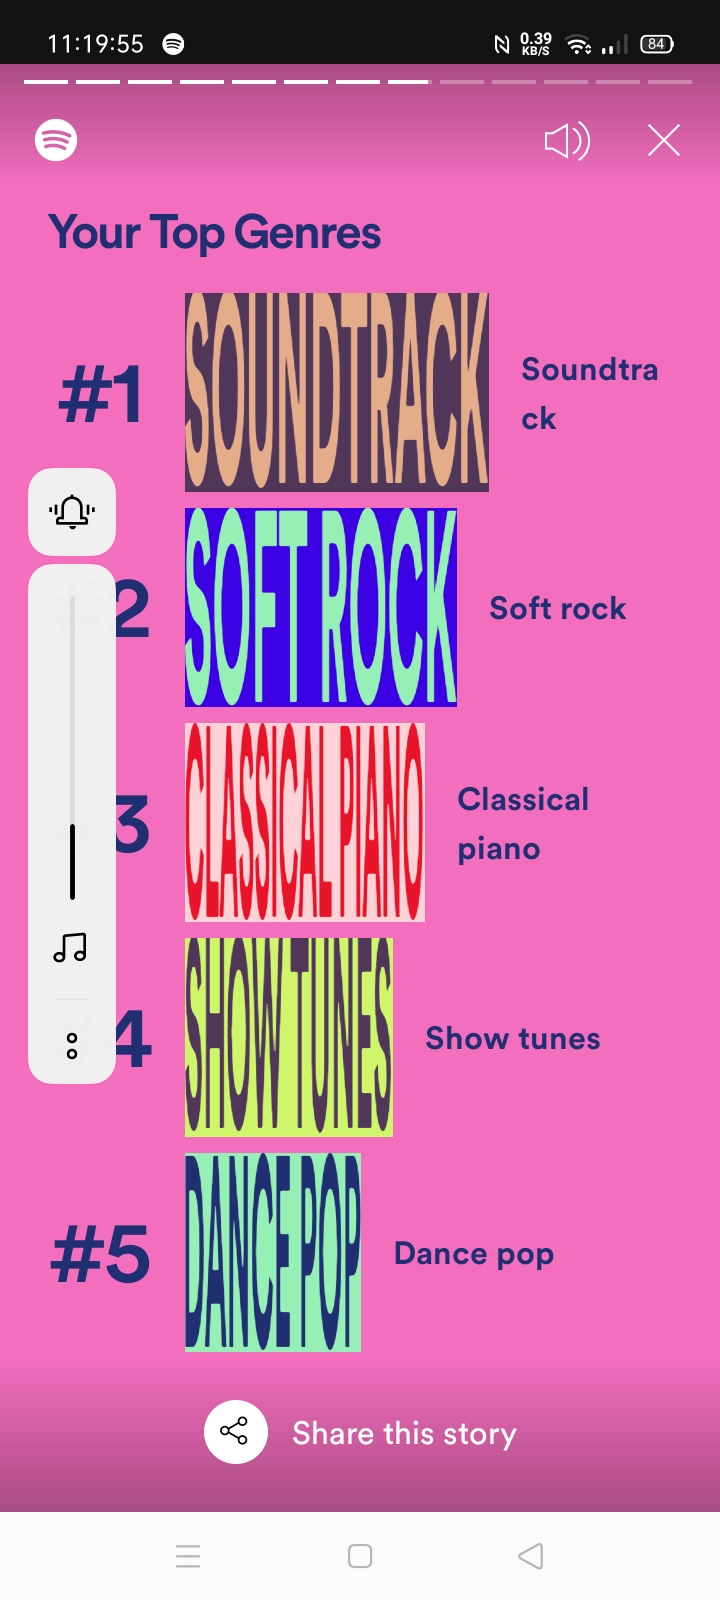 11:19:55
0.39
KB/S
84
Your Top Genres
#1
SOUNDTRACK
Soundtra
ck
2
SOFT ROCK
Soft rock
3
CLASSICAL PIANO
Classical
piano
4
SHOW TUNES
Show tunes
#5
DANCE POP
Dance pop
Share this story